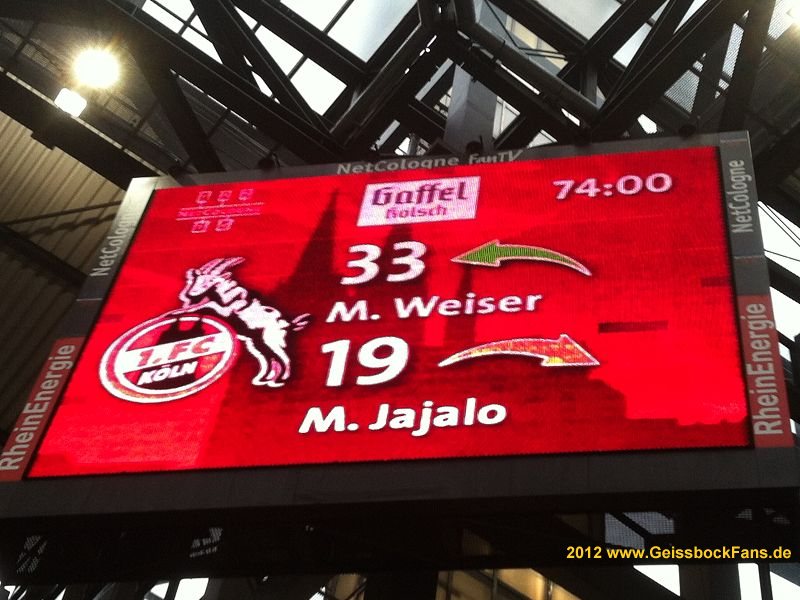 NetCologne FanTV
NetCologne
NetCologne
Gaffel
Kölsch
74:00
33
M. Weiser
1. FC
KÖLN
19
M. Jajalo
RheinEnergie
RheinEnergie
2012 www.GeissbockFans.de